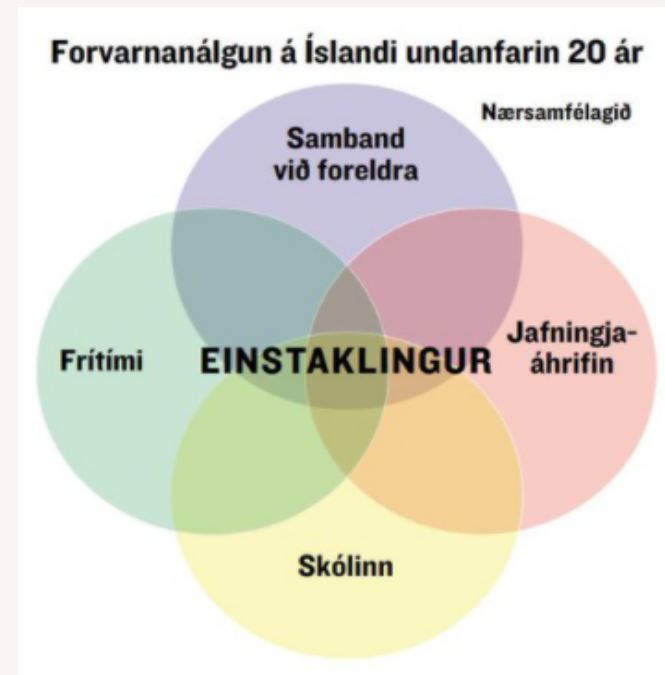 Forvarnanálgun á Íslandi undanfarin 20 ár
Nærsamfélagið
Samband
við foreldra
Frítími
EINSTAKLINGUR
Jafningja-
áhrifin
Skólinn